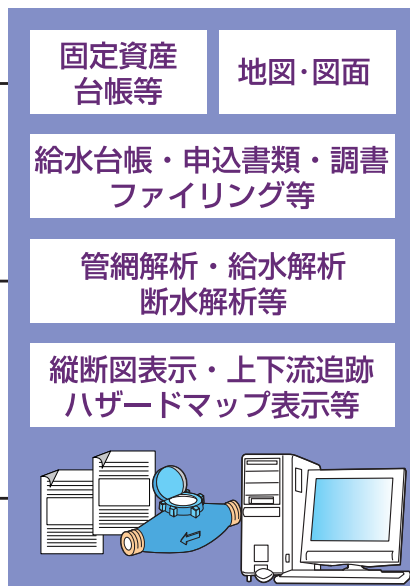 固定資産
台帳等
地図・図面
給水台帳・申込書類・調書
ファイリング等
管網解析・給水解析
断水解析等
縦断図表示・上下流追跡
ハザードマップ表示等